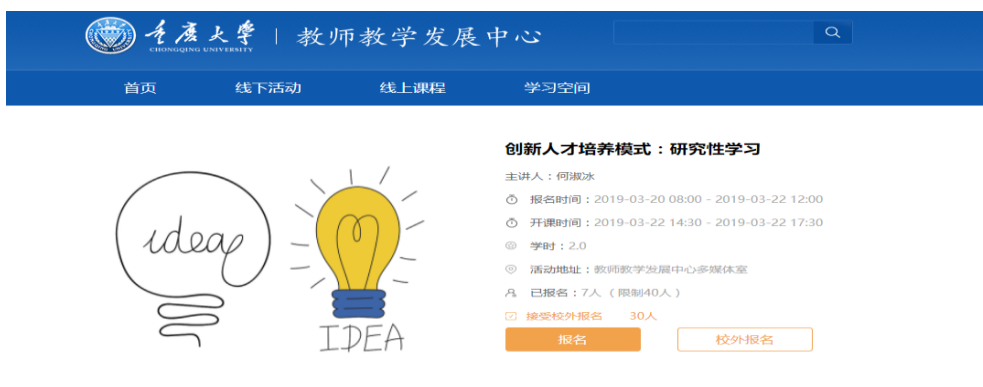 重庆大学 | 教师教学发展中心
CHONGQING UNIVERSITY
首页 线下活动 线上课程 学习空间
创新人才培养模式：研究性学习
主讲人：何淑冰
报名时间：2019-03-20 08:00 - 2019-03-22 12:00
开课时间：2019-03-22 14:30 - 2019-03-22 17:30
学时：2.0
活动地址：教师教学发展中心多媒体室
已报名：7人（限制40人）
接受校外报名 30人
报名 校外报名
ideas
IDEA